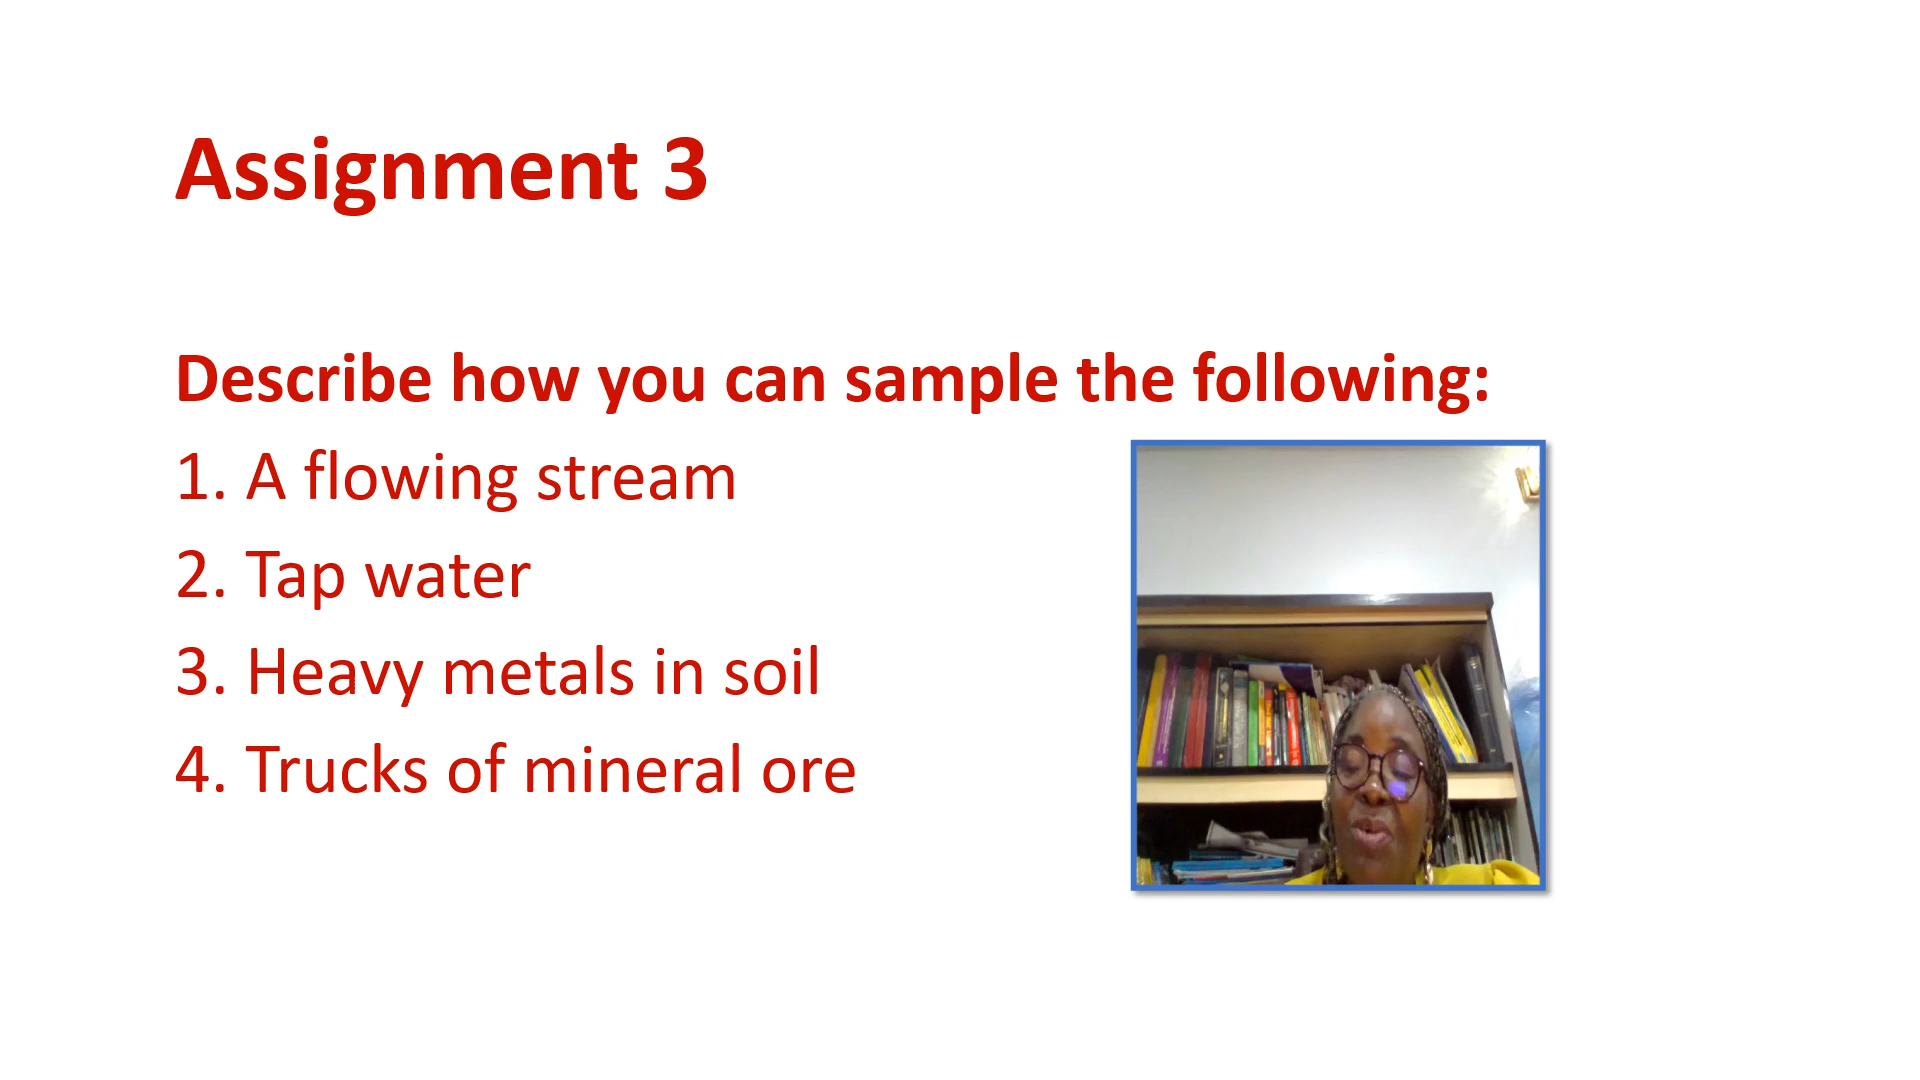 Assignment 3
Describe how you can sample the following:
1. A flowing stream
2. Tap water
3. Heavy metals in soil
4. Trucks of mineral ore